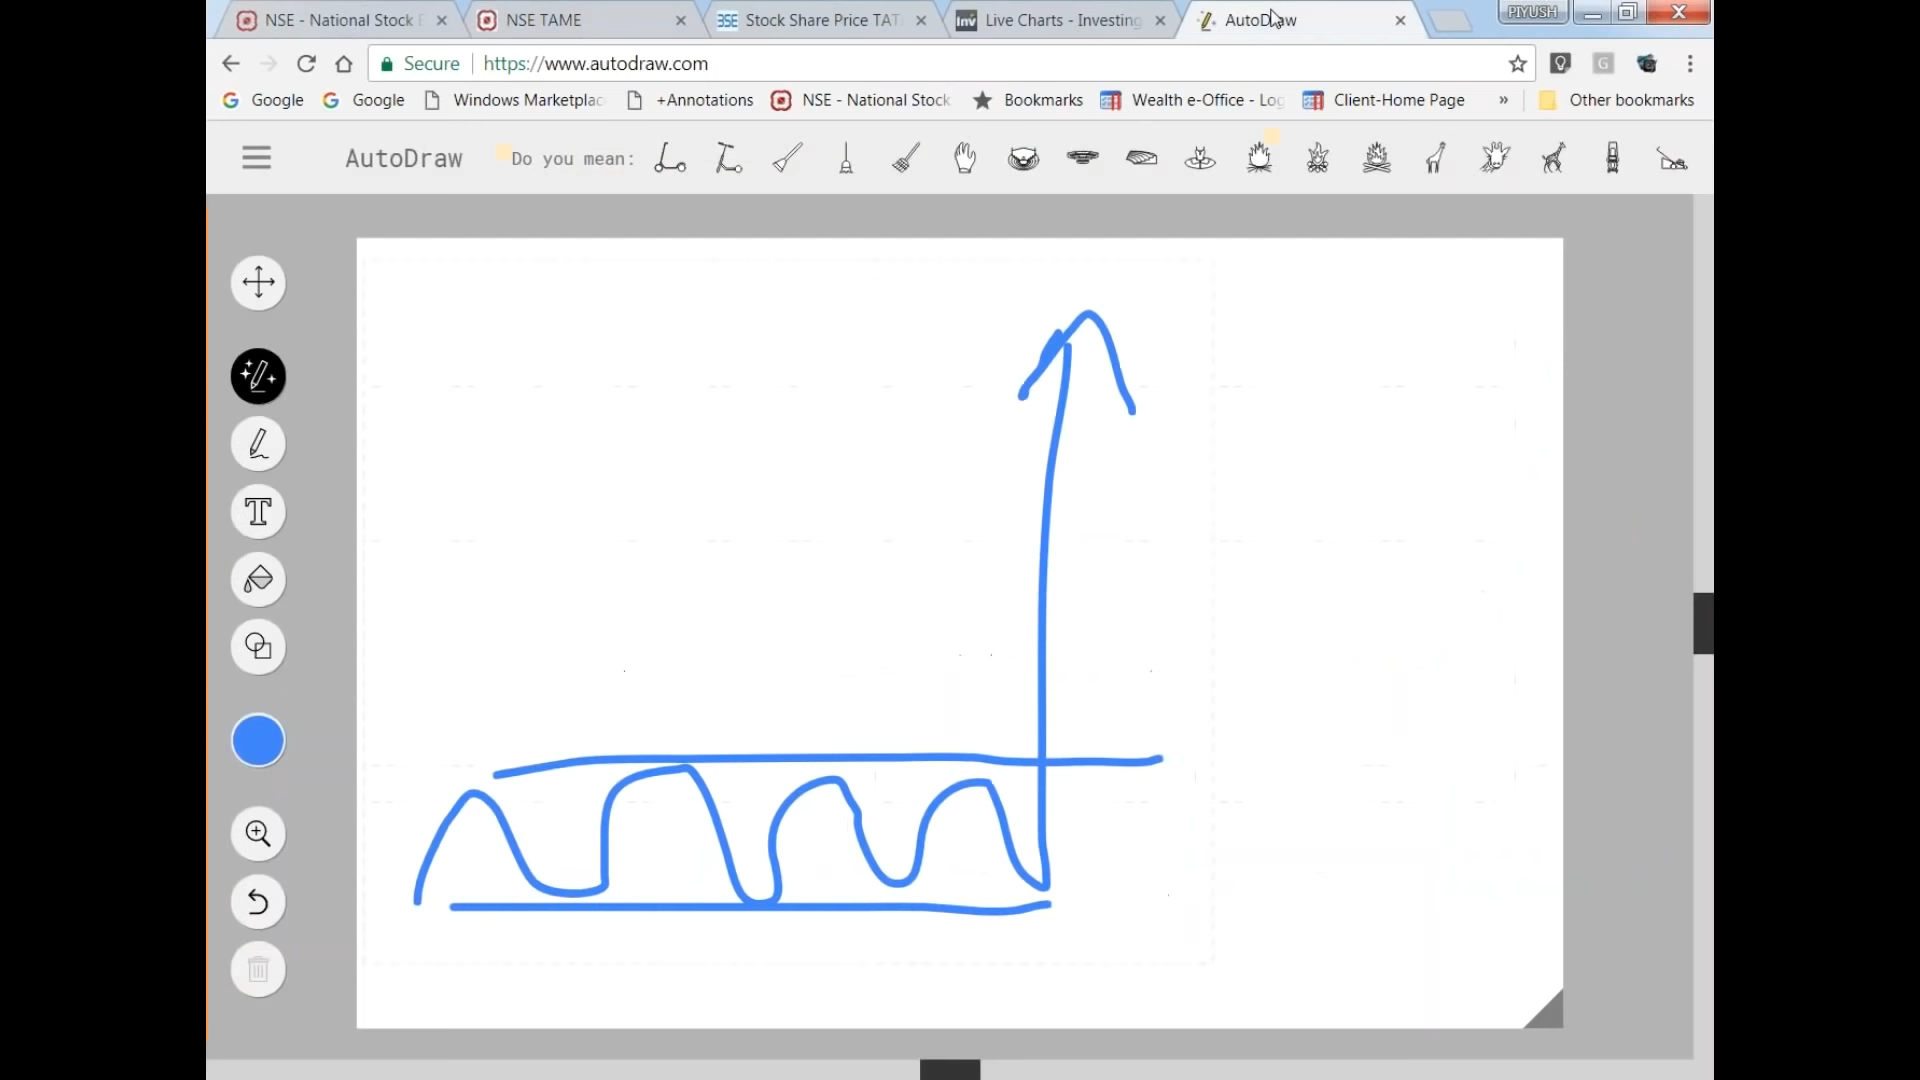 NSE - National Stock E
NSE TAME
BSE Stock Share Price TAT
Inv Live Charts - Investing
AutoDraw
PIYUSH
Secure https://www.autodraw.com
G
Google
Google
Windows Marketplac
+Annotations
NSE - National Stock
Bookmarks
Wealth e-Office - Log
Client-Home Page
»
Other bookmarks
AutoDraw
Do you mean:
T